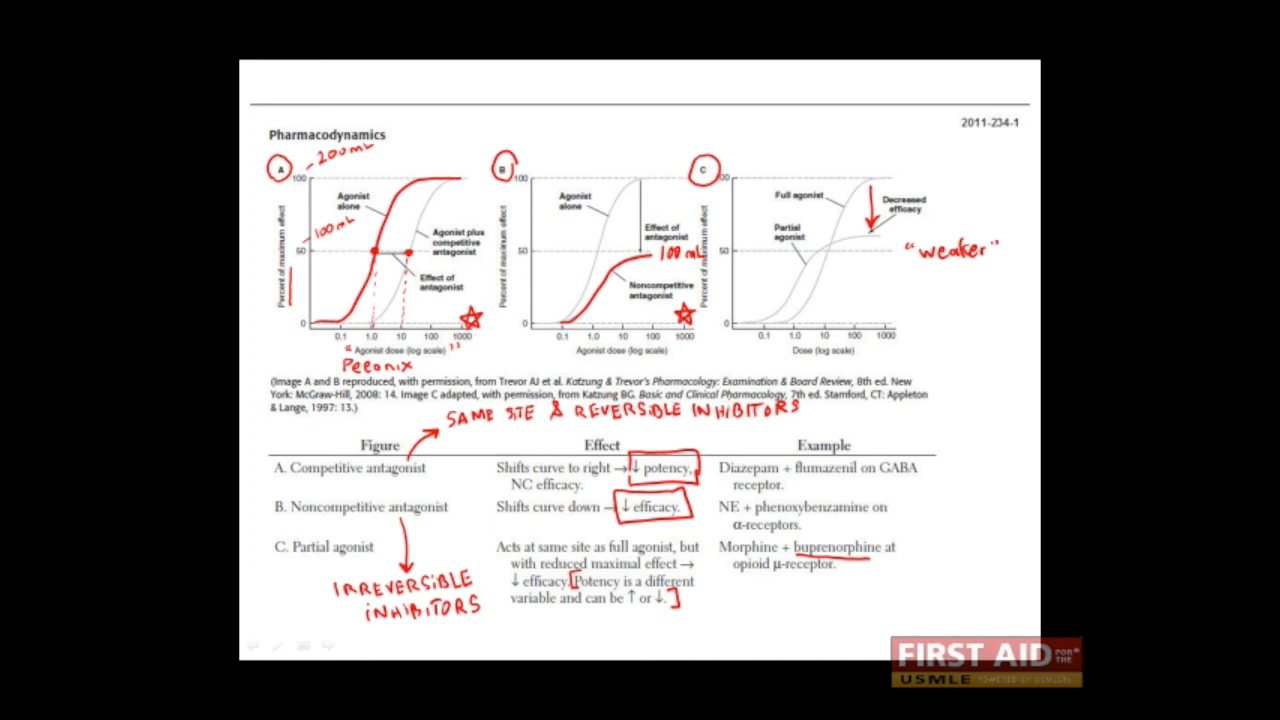 2011-234-1
Pharmacodynamics
A
- 200 mL
100
- 100 mL
50
0
Percent of maximum effect
Agonist
alone
Agonist plus
competitive
antagonist
Effect of
antagonist
0.1 1.0 10 100 1000
" Agonist dose (log scale) "
B
100
50
0
Percent of maximum effect
Agonist
alone
Effect of
antagonist
100 mL
Noncompetitive
antagonist
0.1 1.0 10 100 1000
Agonist dose (log scale)
C
100
50
0
Percent of maximum effect
Full agonist
Partial
agonist
Decreased
efficacy
"weaker"
0.1 1.0 10 100 1000
Dose (log scale)
(Image A and B reproduced, with permission, from Trevor AJ et al. Katzung & Trevor's Pharmacology: Examination & Board Review, 8th ed. New
York: McGraw-Hill, 2008: 14. Image C adapted, with permission, from Katzung BG. Basic and Clinical Pharmacology, 7th ed. Stamford, CT: Appleton
& Lange, 1997: 13.)
SAME SITE & REVERSIBLE INHIBITORS
Figure Effect Example
A. Competitive antagonist Shifts curve to right → ↓ potency, Diazepam + flumazenil on GABA
NC efficacy. receptor.
B. Noncompetitive antagonist Shifts curve down → ↓ efficacy. NE + phenoxybenzamine on
α-receptors.
C. Partial agonist Acts at same site as full agonist, but Morphine + buprenorphine at
with reduced maximal effect → opioid μ-receptor.
↓ efficacy. [Potency is a different
variable and can be ↑ or ↓.]
IRREVERSIBLE
INHIBITORS
FIRST AID FOR THE®
USMLE POWERED BY USMLERX